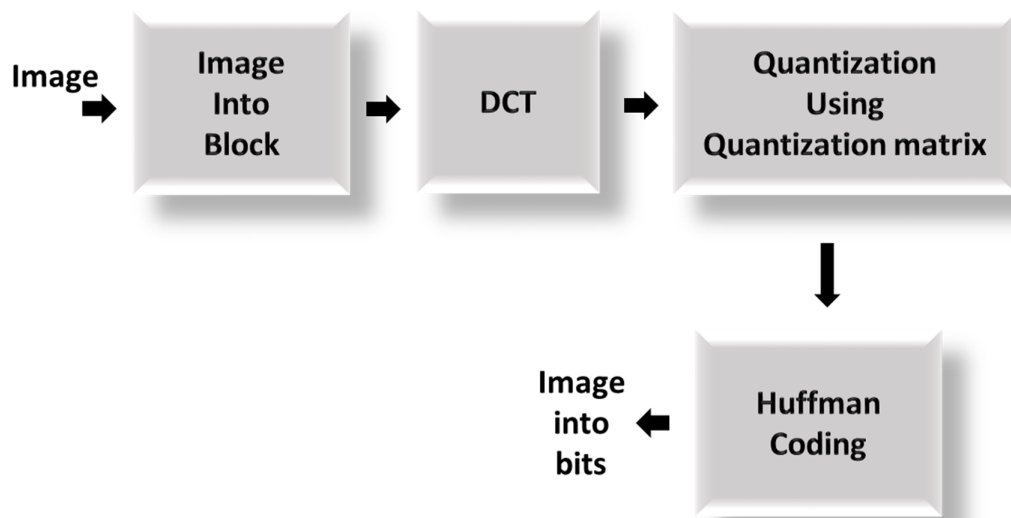 Image
Image
Into
Block
DCT
Quantization
Using
Quantization matrix
Huffman
Coding
Image
into
bits